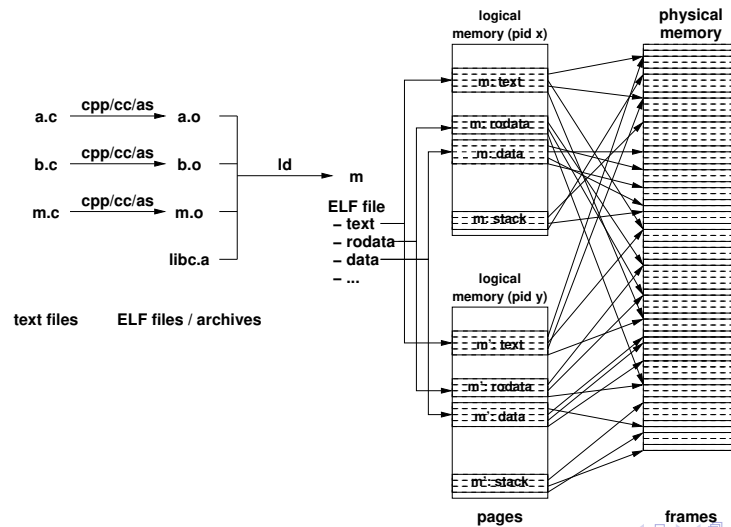 logical
memory (pid x)
physical
memory
m: text
m: rodata
m: data
m: stack
a.c cpp/cc/as a.o
b.c cpp/cc/as b.o
ld m
m.c cpp/cc/as m.o
libc.a
ELF file
– text
– rodata
– data
– ...
text files ELF files / archives
logical
memory (pid y)
m': text
m': rodata
m': data
m': stack
pages
frames